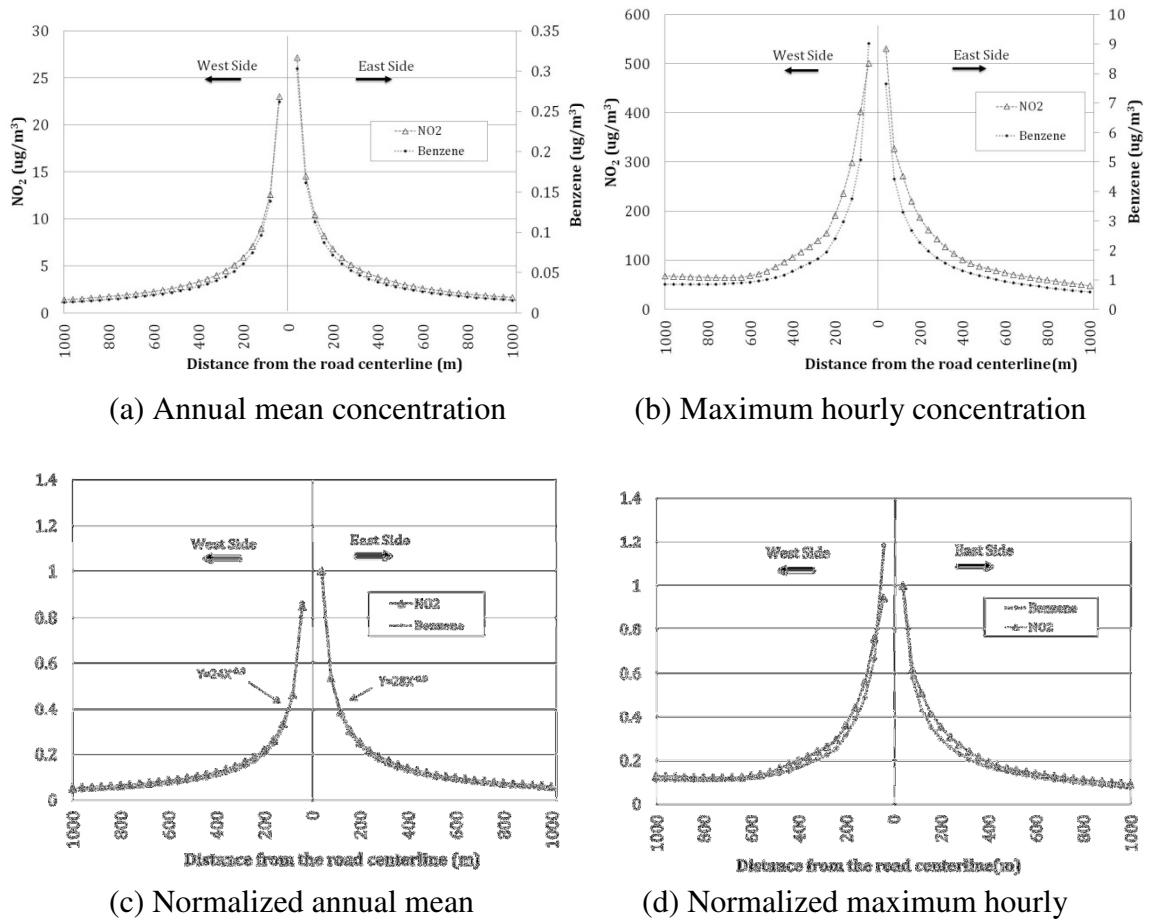 30
25
20
15
10
5
0
NO₂ (ug/m³)
0.35
0.3
0.25
0.2
0.15
0.1
0.05
0
Benzene (ug/m³)
West Side
East Side
NO2
Benzene
1000 800 600 400 200 0 200 400 600 800 1000
Distance from the road centerline (m)
(a) Annual mean concentration
600
500
400
300
200
100
0
NO₂ (ug/m³)
10
9
8
7
6
5
4
3
2
1
0
Benzene (ug/m³)
West Side
East Side
NO2
Benzene
1000 800 600 400 200 0 200 400 600 800 1000
Distance from the road centerline(m)
(b) Maximum hourly concentration
1.4
1.2
1
0.8
0.6
0.4
0.2
0
West Side
East Side
NO2
Benzene
Y=24X⁻⁰·⁹
Y=28X⁻⁰·⁹
1000 800 600 400 200 0 200 400 600 800 1000
Distance from the road centerline (m)
(c) Normalized annual mean
1.4
1.2
1
0.8
0.6
0.4
0.2
0
West Side
East Side
Benzene
NO2
1000 800 600 400 200 0 200 400 600 800 1000
Distance from the road centerline(m)
(d) Normalized maximum hourly